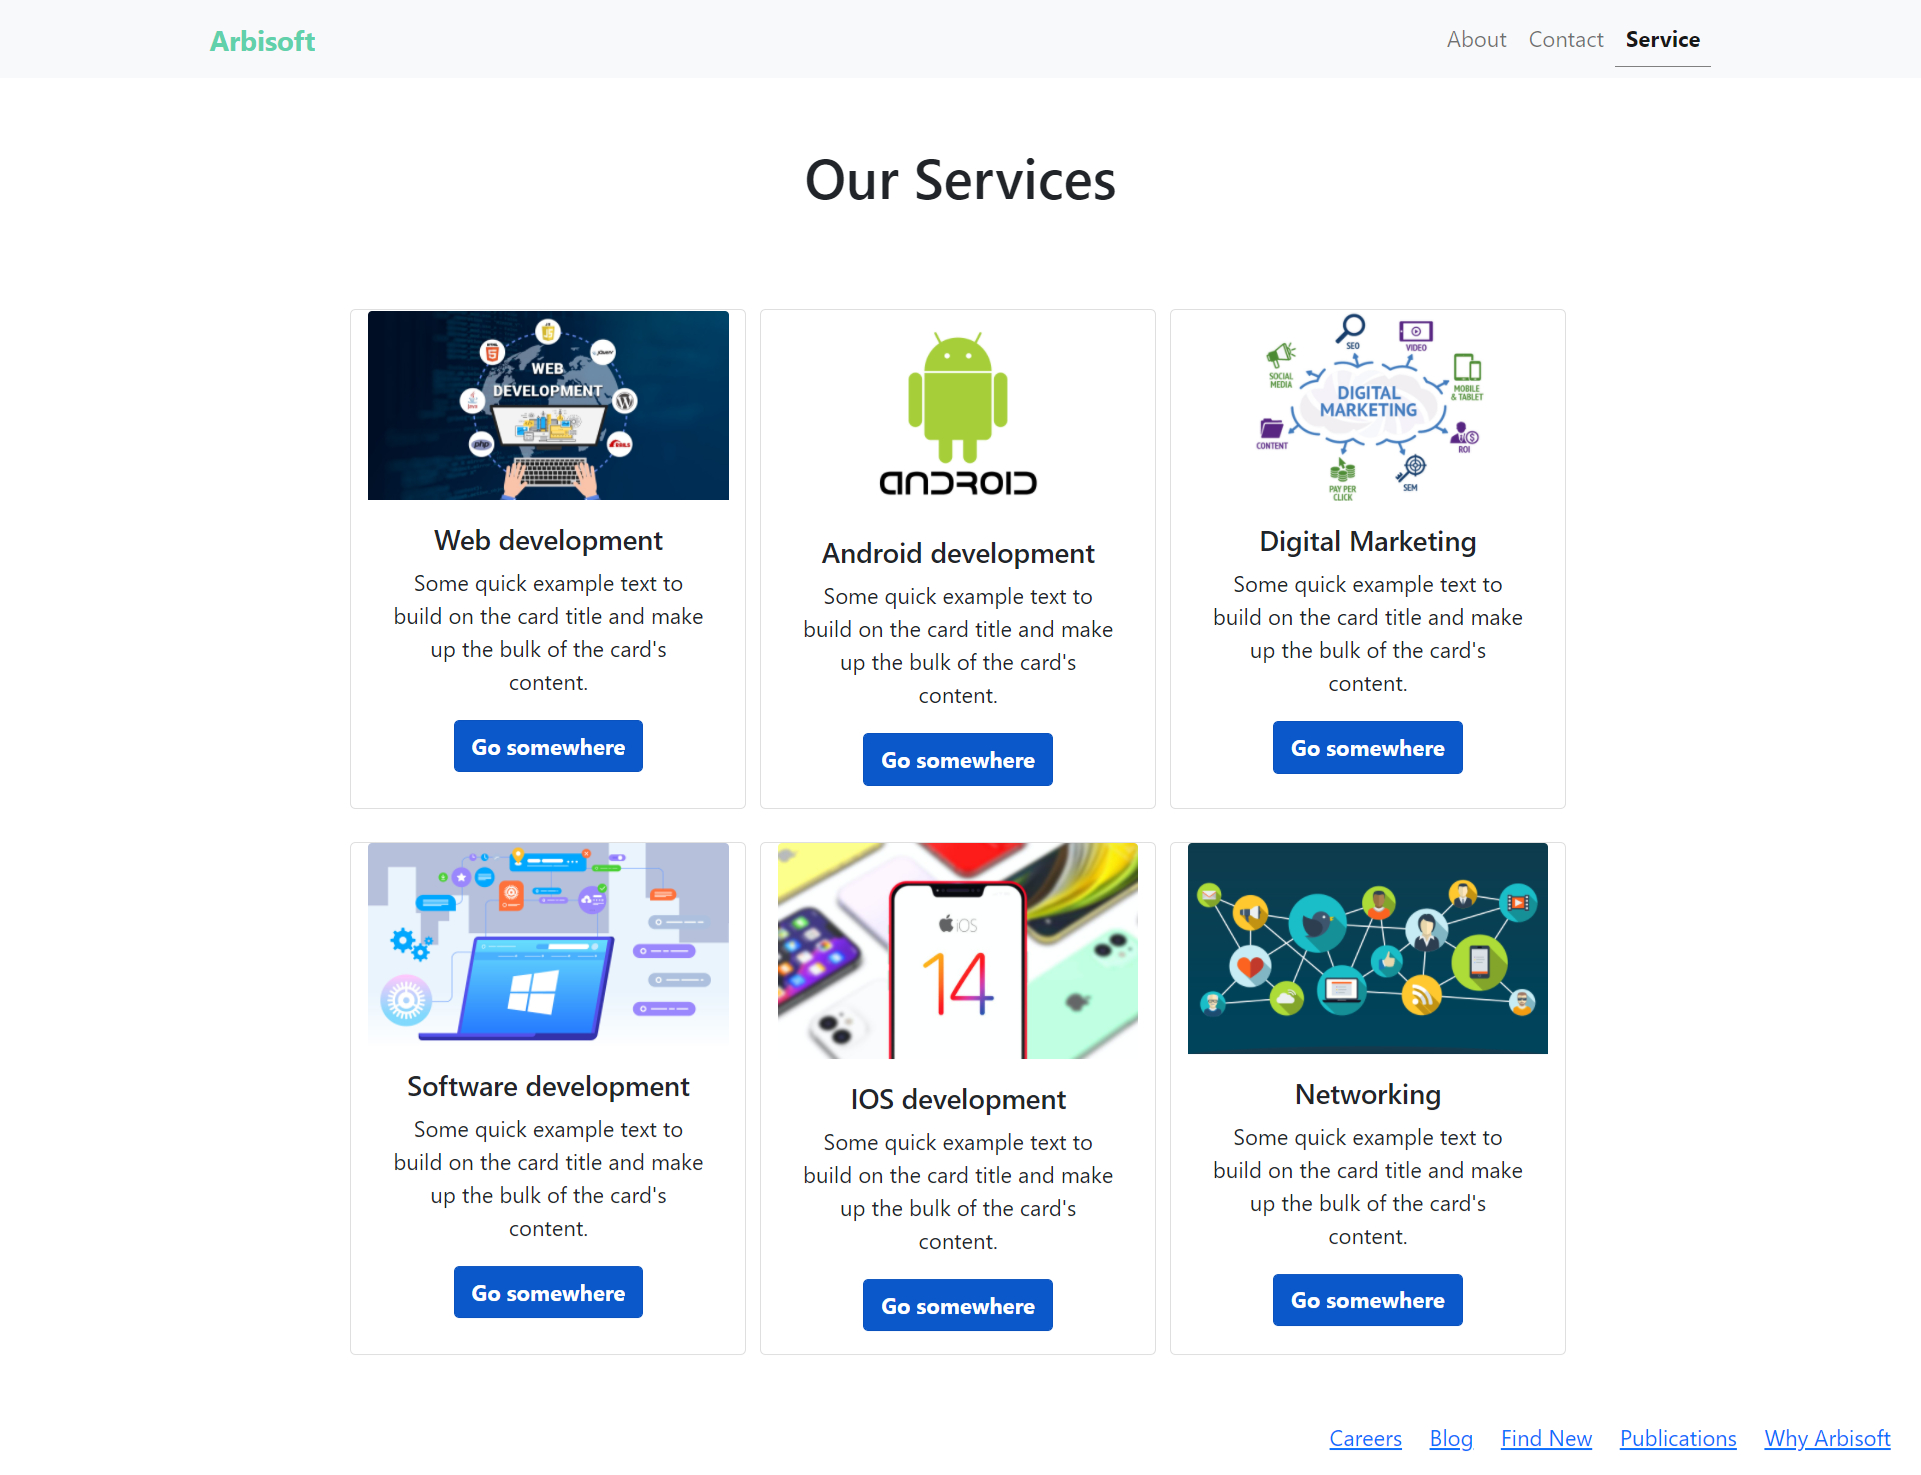 Arbisoft
About
Contact
Service
Our Services
WEB
DEVELOPMENT
HTML
5
JS
jQuery
Java
W
php
RAILS
Web development
Some quick example text to
build on the card title and make
up the bulk of the card's
content.
Go somewhere
ANDROID
Android development
Some quick example text to
build on the card title and make
up the bulk of the card's
content.
Go somewhere
SEO
VIDEO
SOCIAL
MEDIA
MOBILE
& TABLET
DIGITAL
MARKETING
CONTENT
$
ROI
PAY PER
CLICK
SEM
Digital Marketing
Some quick example text to
build on the card title and make
up the bulk of the card's
content.
Go somewhere
Software development
Some quick example text to
build on the card title and make
up the bulk of the card's
content.
Go somewhere
iOS
14
IOS development
Some quick example text to
build on the card title and make
up the bulk of the card's
content.
Go somewhere
Networking
Some quick example text to
build on the card title and make
up the bulk of the card's
content.
Go somewhere
Careers
Blog
Find New
Publications
Why Arbisoft